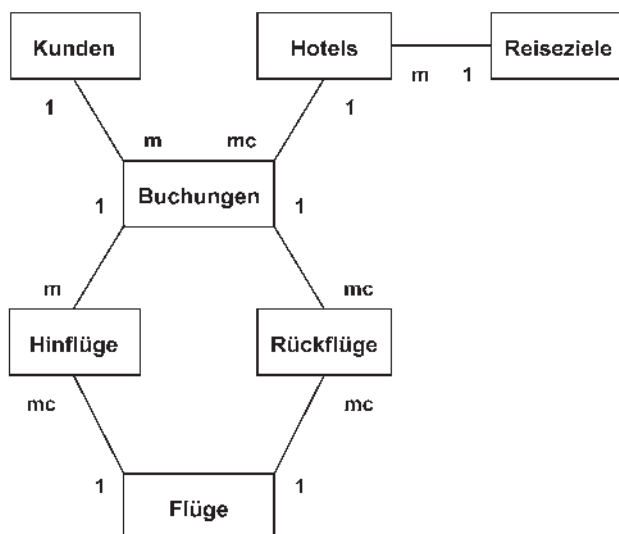 Kunden
Hotels
Reiseziele
1
1
m 1
m mc
Buchungen
1 1
m mc
Hinflüge
Rückflüge
mc mc
1 1
Flüge